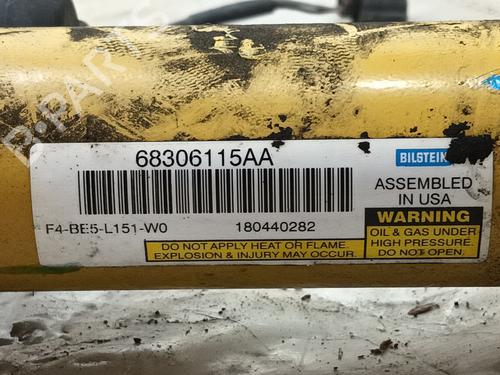 68306115AA
BILSTEIN
ASSEMBLED
IN USA
F4-BE5-L151-W0 180440282
WARNING
OIL & GAS UNDER
HIGH PRESSURE.
DO NOT OPEN.
DO NOT APPLY HEAT OR FLAME.
EXPLOSION & INJURY MAY OCCUR.
B-PARTS